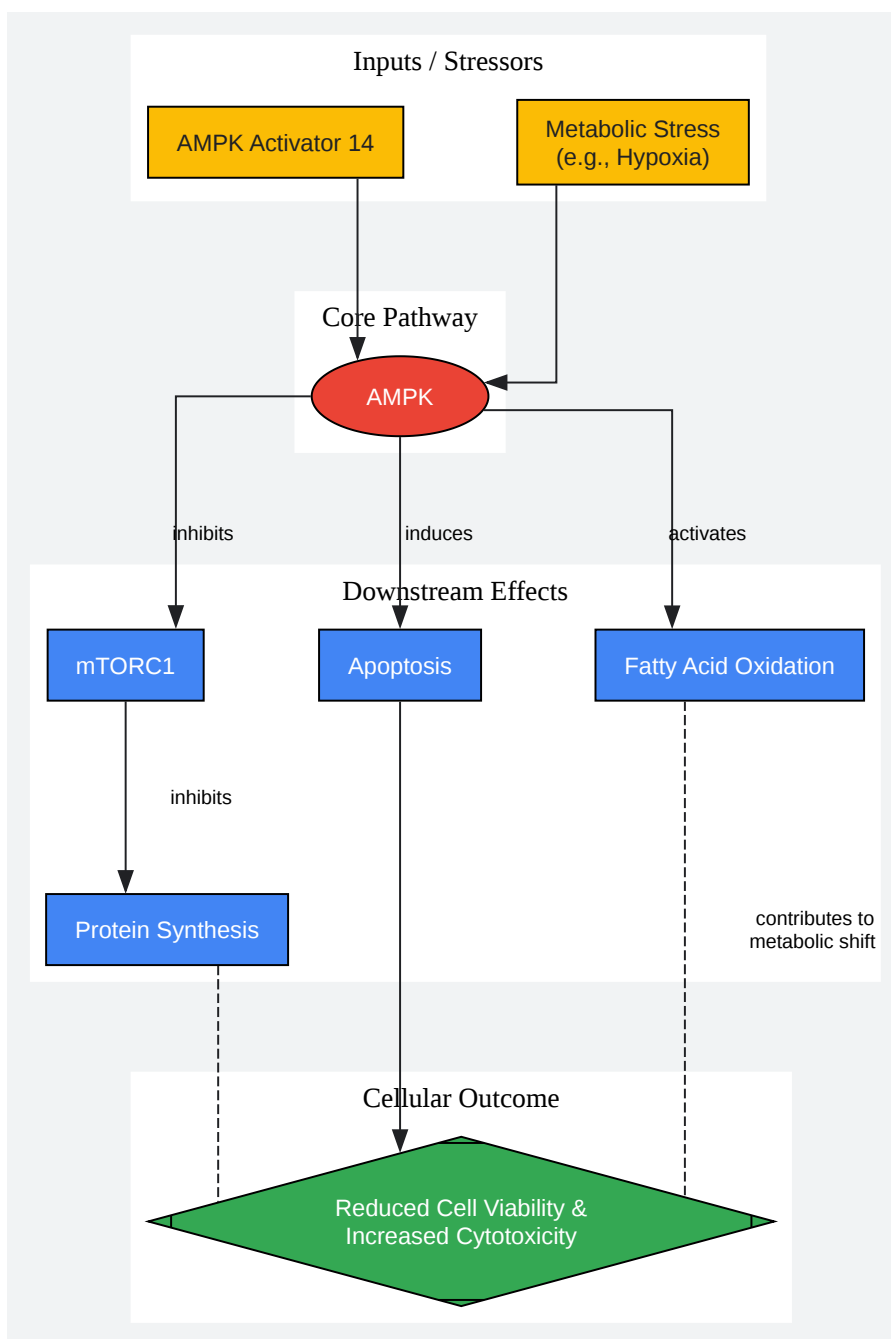 Inputs / Stressors
AMPK Activator 14
Metabolic Stress
(e.g., Hypoxia)
Core Pathway
AMPK
inhibits
induces
activates
Downstream Effects
mTORC1
Apoptosis
Fatty Acid Oxidation
inhibits
Protein Synthesis
contributes to
metabolic shift
Cellular Outcome
Reduced Cell Viability &
Increased Cytotoxicity